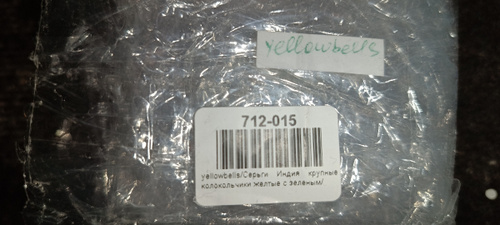 yellowbells
712-015
yellowbells/Серьги Индия крупные
колокольчики желтые с зеленым/